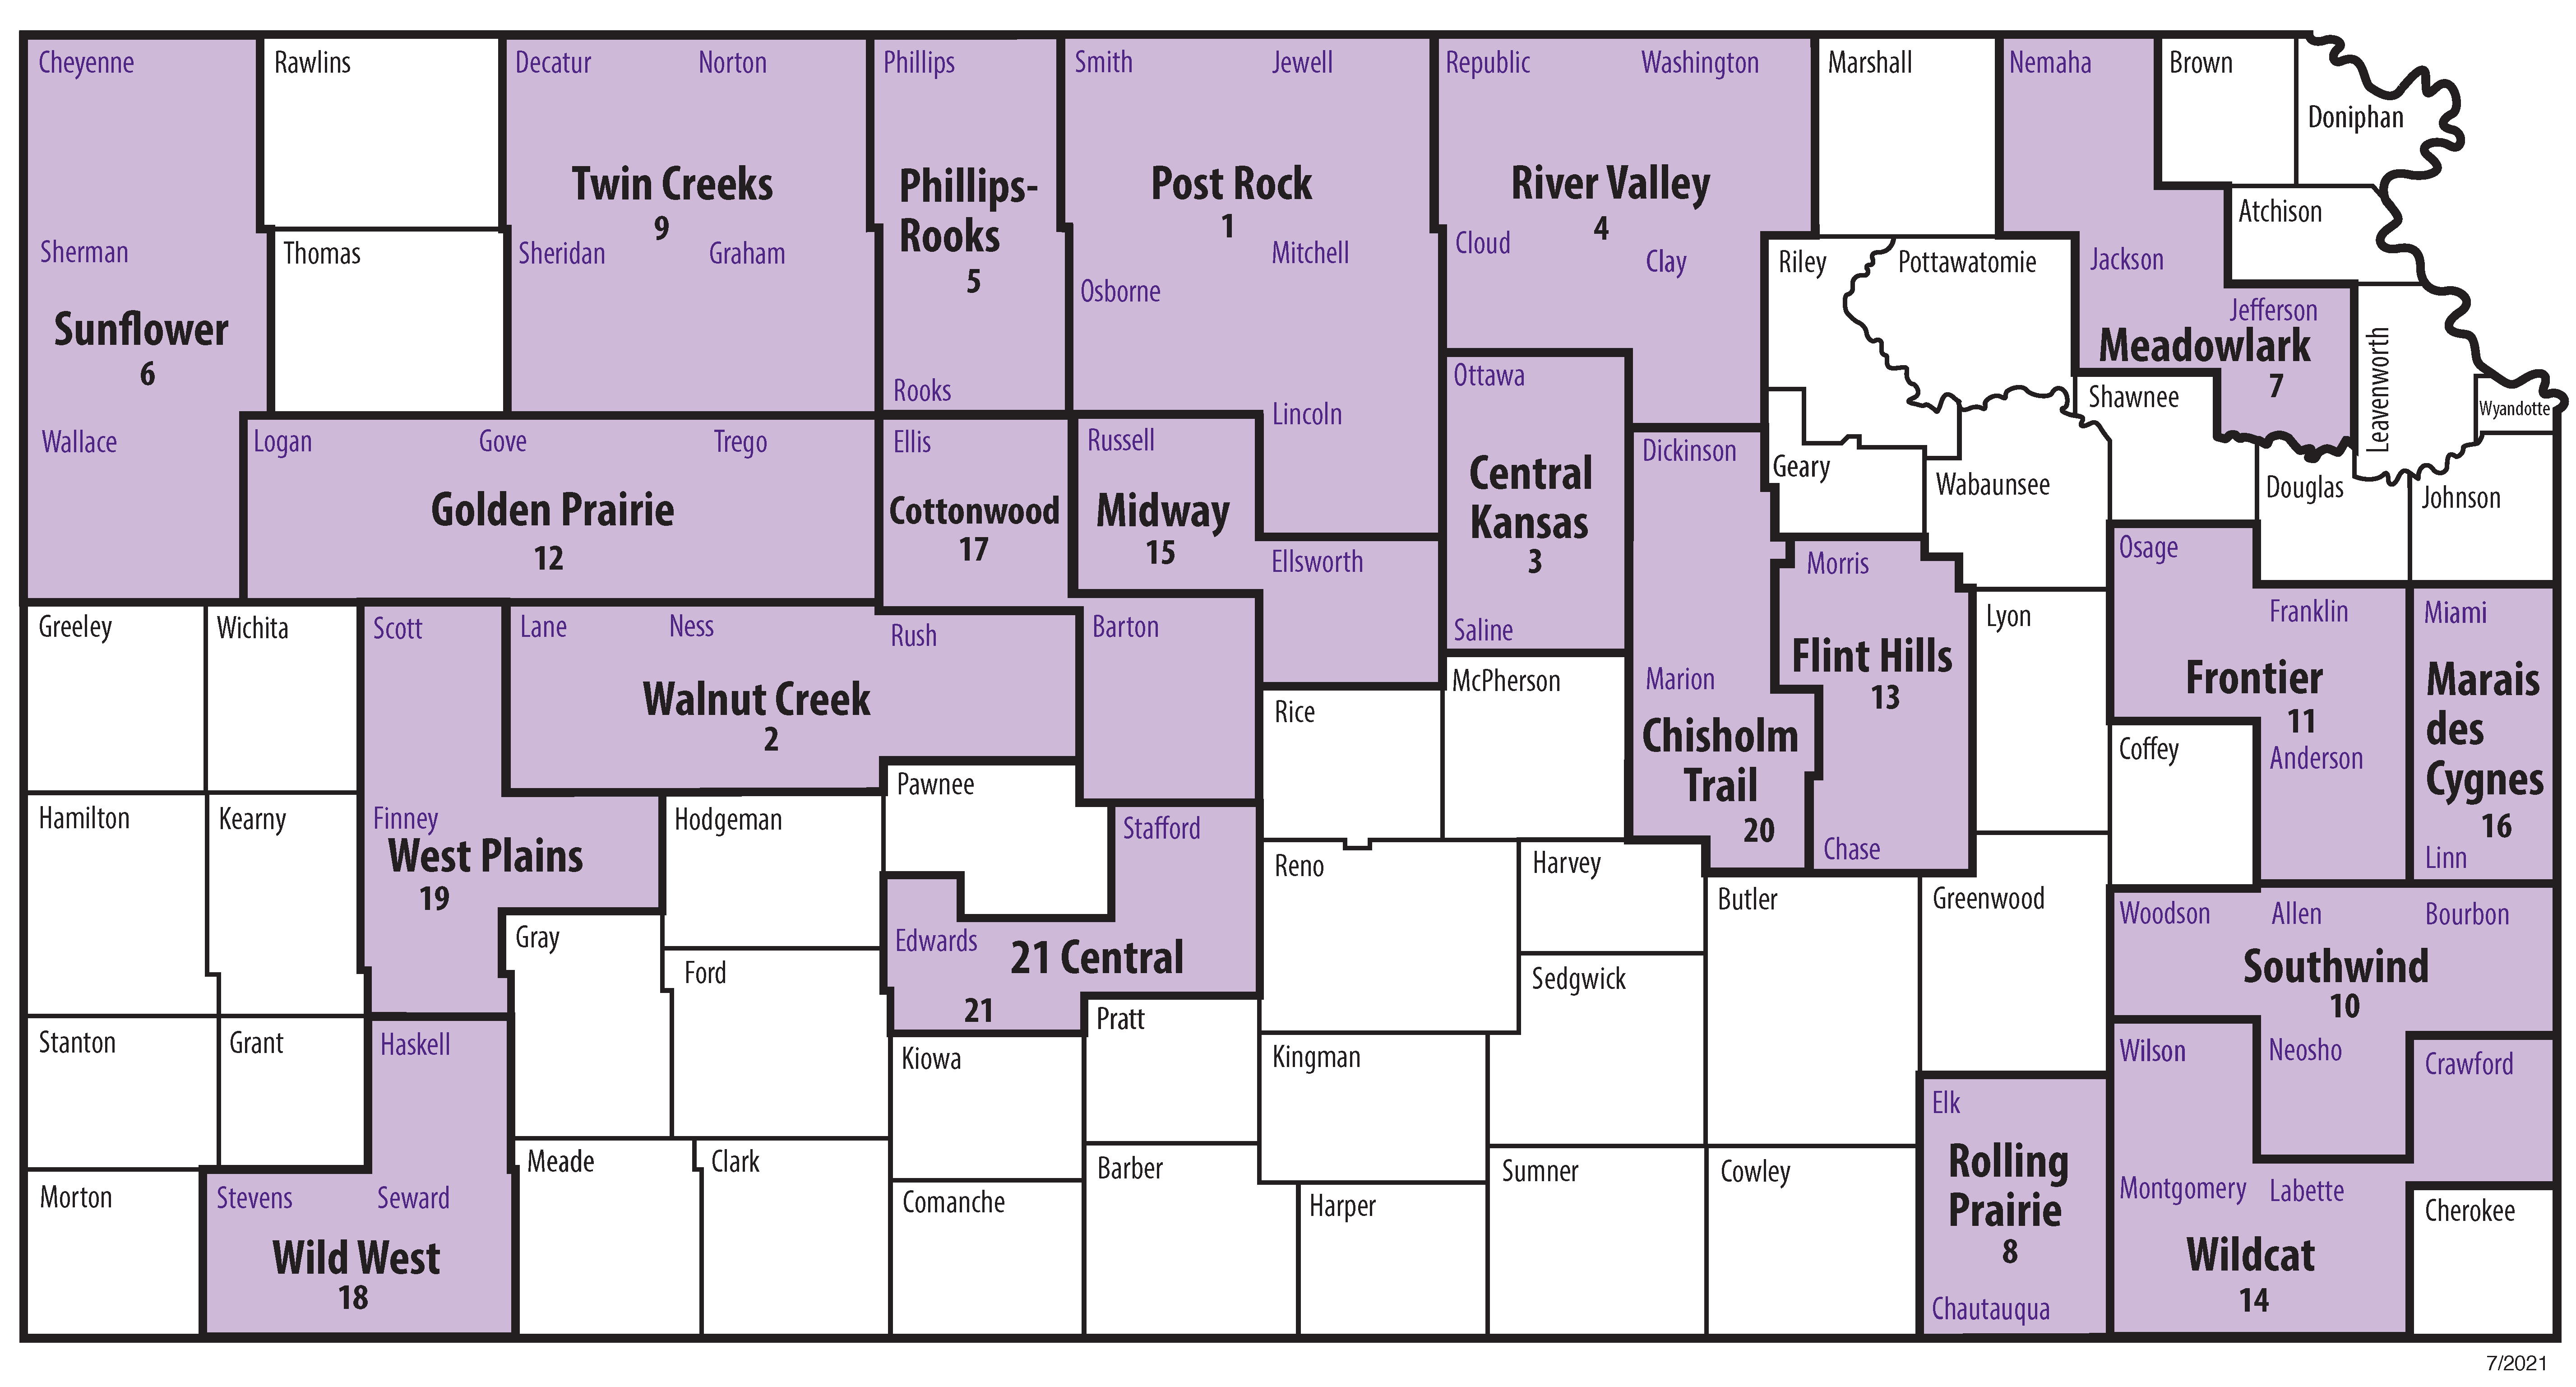 Cheyenne
Rawlins
Decatur
Norton
Phillips
Smith
Jewell
Republic
Washington
Marshall
Nemaha
Brown
Doniphan
Twin Creeks
9
Phillips-
Rooks
5
Post Rock
1
River Valley
4
Atchison
Sherman
Thomas
Sheridan
Graham
Osborne
Mitchell
Cloud
Clay
Riley
Pottawatomie
Jackson
Jefferson
Meadowlark
7
Sunflower
6
Rooks
Lincoln
Ottawa
Shawnee
Leavenworth
Wyandotte
Wallace
Logan
Gove
Trego
Ellis
Russell
Dickinson
Geary
Wabaunsee
Douglas
Johnson
Golden Prairie
12
Cottonwood
17
Midway
15
Central
Kansas
3
Ellsworth
Morris
Osage
Greeley
Wichita
Scott
Lane
Ness
Rush
Barton
Saline
Lyon
Franklin
Miami
Walnut Creek
2
McPherson
Rice
Marion
Flint Hills
13
Frontier
11
Marais
des
Cygnes
16
Chisholm
Trail
20
Coffey
Anderson
Pawnee
Hamilton
Kearny
Finney
West Plains
19
Hodgeman
Stafford
Reno
Harvey
Chase
Linn
Butler
Greenwood
Woodson
Allen
Bourbon
Gray
Ford
Edwards
21 Central
21
Sedgwick
Southwind
10
Stanton
Grant
Haskell
Kiowa
Pratt
Kingman
Wilson
Neosho
Crawford
Elk
Rolling
Prairie
8
Meade
Clark
Barber
Sumner
Cowley
Morton
Stevens
Seward
Comanche
Harper
Montgomery
Labette
Cherokee
Wild West
18
Wildcat
14
Chautauqua
7/2021